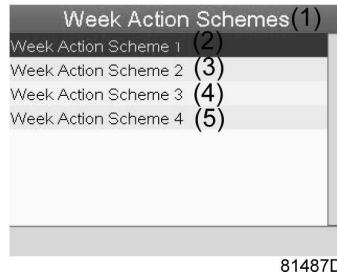 Week Action Schemes(1)
Week Action Scheme 1 (2)
Week Action Scheme 2 (3)
Week Action Scheme 3 (4)
Week Action Scheme 4 (5)
81487D